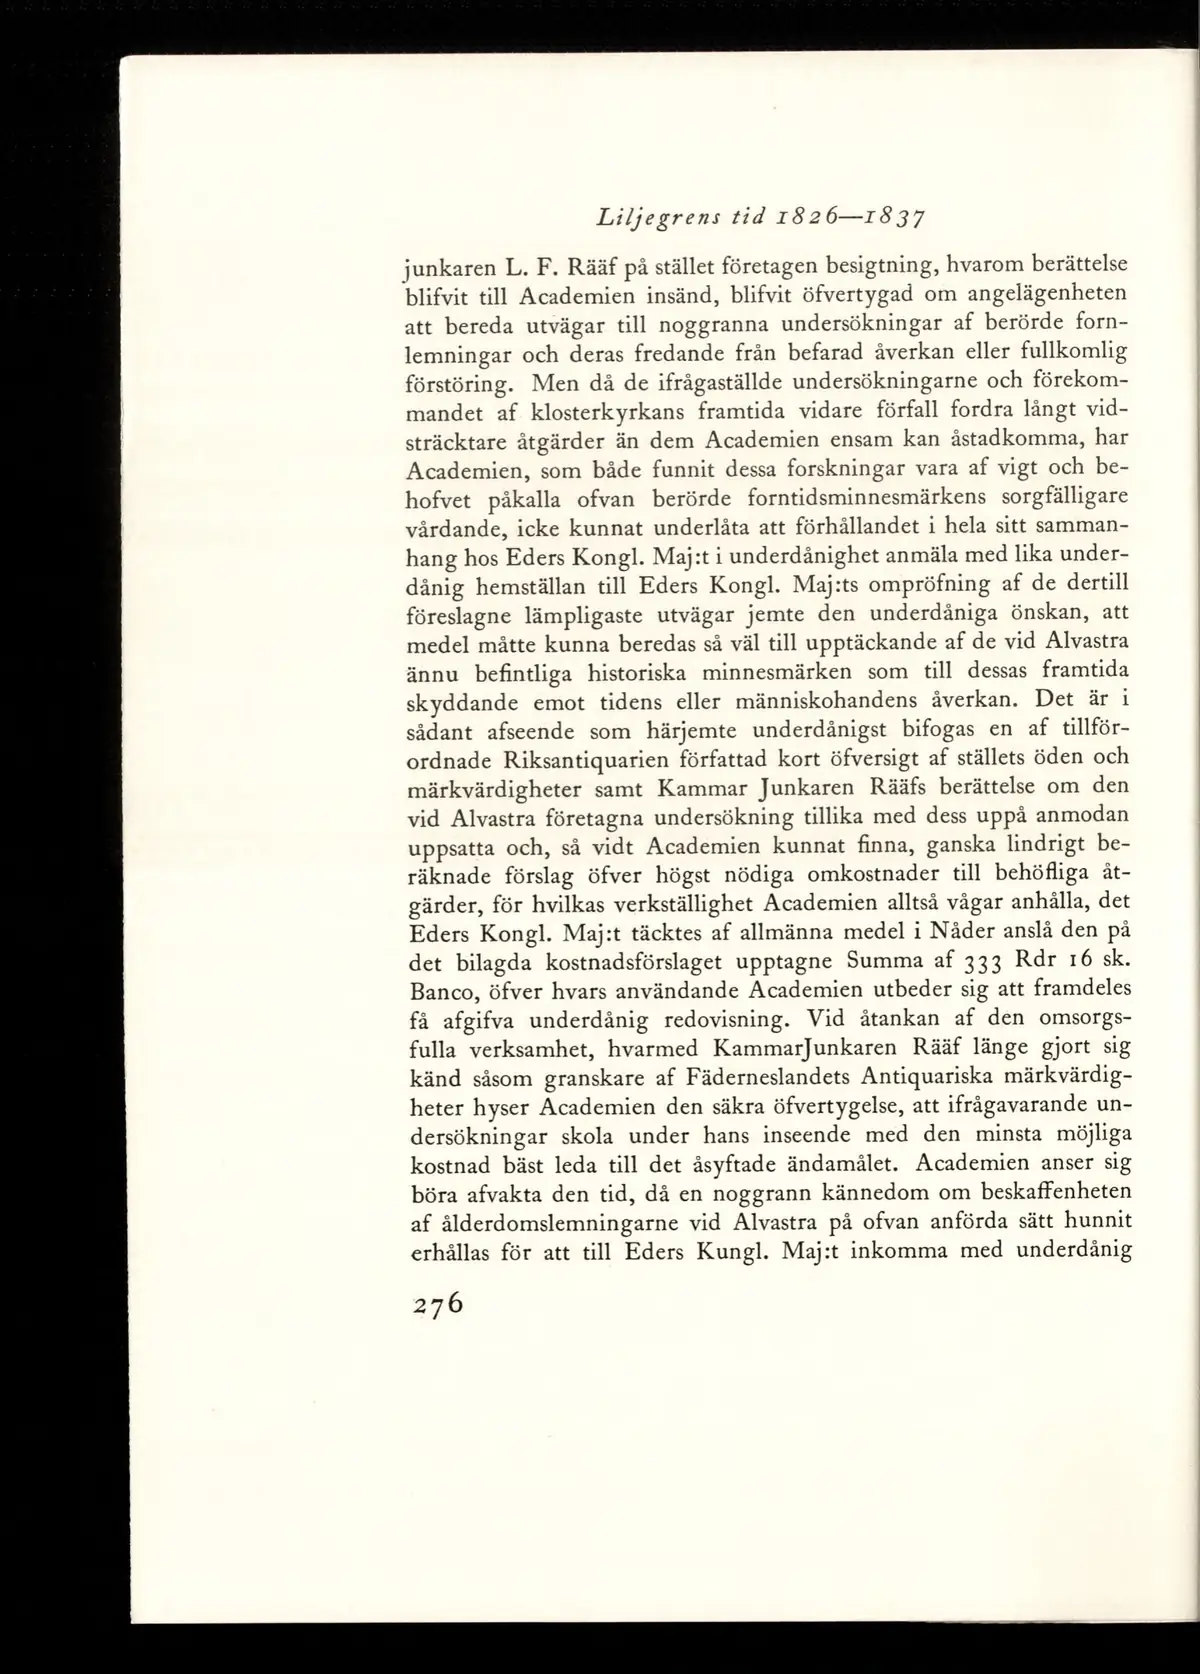 Liljegrens tid 1826—1837
junkaren L. F. Rääf på stället företagen besigtning, hvarom berättelse
blifvit till Academien insänd, blifvit öfvertygad om angelägenheten
att bereda utvägar till noggranna undersökningar af berörde forn-
lemningar och deras fredande från befarad åverkan eller fullkomlig
förstöring. Men då de ifrågaställde undersökningarne och förekom-
mandet af klosterkyrkans framtida vidare förfall fordra långt vid-
sträcktare åtgärder än dem Academien ensam kan åstadkomma, har
Academien, som både funnit dessa forskningar vara af vigt och be-
hofvet påkalla ofvan berörde forntidsminnesmärkens sorgfälligare
vårdande, icke kunnat underlåta att förhållandet i hela sitt samman-
hang hos Eders Kongl. Maj:t i underdånighet anmäla med lika under-
dånig hemställan till Eders Kongl. Maj:ts ompröfning af de dertill
föreslagne lämpligaste utvägar jemte den underdåniga önskan, att
medel måtte kunna beredas så väl till upptäckande af de vid Alvastra
ännu befintliga historiska minnesmärken som till dessas framtida
skyddande emot tidens eller människohandens åverkan. Det är i
sådant afseende som härjemte underdånigst bifogas en af tillför-
ordnade Riksantiquarien författad kort öfversigt af ställets öden och
märkvärdigheter samt Kammar Junkaren Rääfs berättelse om den
vid Alvastra företagna undersökning tillika med dess uppå anmodan
uppsatta och, så vidt Academien kunnat finna, ganska lindrigt be-
räknade förslag öfver högst nödiga omkostnader till behöfliga åt-
gärder, för hvilkas verkställighet Academien alltså vågar anhålla, det
Eders Kongl. Maj:t täcktes af allmänna medel i Nåder anslå den på
det bilagda kostnadsförslaget upptagne Summa af 333 Rdr 16 sk.
Banco, öfver hvars användande Academien utbeder sig att framdeles
få afgifva underdånig redovisning. Vid åtankan af den omsorgs-
fulla verksamhet, hvarmed KammarJunkaren Rääf länge gjort sig
känd såsom granskare af Fäderneslandets Antiquariska märkvärdig-
heter hyser Academien den säkra öfvertygelse, att ifrågavarande un-
dersökningar skola under hans inseende med den minsta möjliga
kostnad bäst leda till det åsyftade ändamålet. Academien anser sig
böra afvakta den tid, då en noggrann kännedom om beskaffenheten
af ålderdomslemningarne vid Alvastra på ofvan anförda sätt hunnit
erhållas för att till Eders Kungl. Maj:t inkomma med underdånig
276